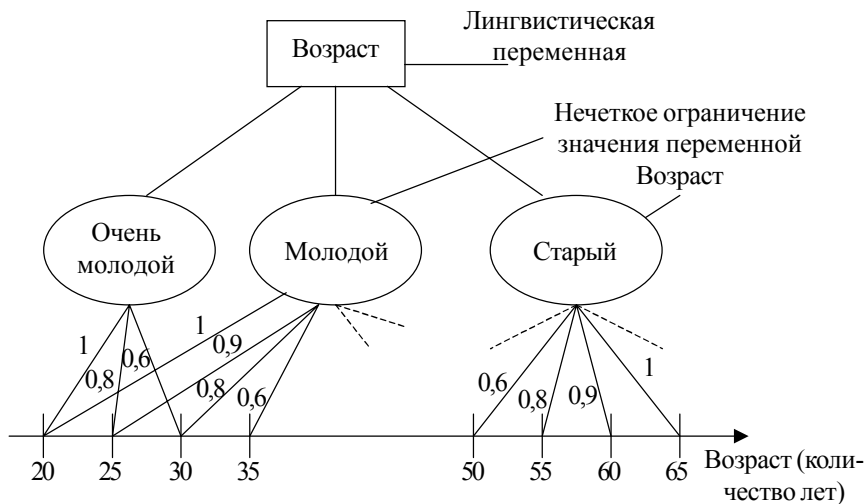 Лингвистическая
переменная
Возраст
Нечеткое ограничение
значения переменной
Возраст
Очень
молодой
Молодой
Старый
1
0,8
0,6
1
0,9
0,8
0,6
0,6
0,8
0,9
1
20
25
30
35
50
55
60
65
Возраст (коли-
чество лет)